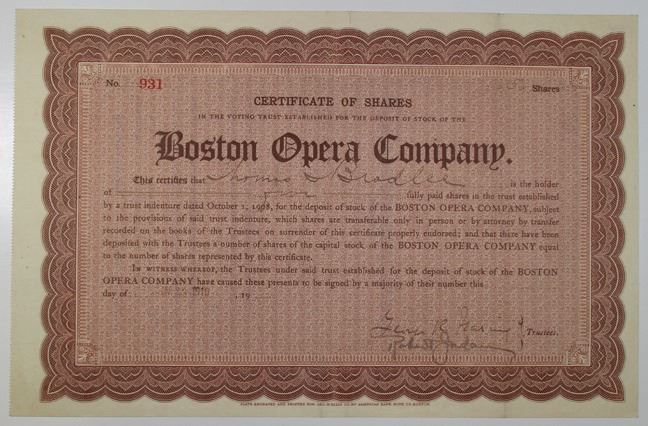 No. 931 Shares
CERTIFICATE OF SHARES
IN THE VOTING TRUST ESTABLISHED FOR THE DEPOSIT OF STOCK OF THE
Boston Opera Company.
This certifies that Thomas S Bradlee is the holder
of five fully paid shares in the trust established
by a trust indenture dated October 1, 1908, for the deposit of stock of the BOSTON OPERA COMPANY, subject
to the provisions of said trust indenture, which shares are transferable only in person or by attorney by transfer
recorded on the books of the Trustees on surrender of this certificate properly endorsed; and that there have been
deposited with the Trustees a number of shares of the capital stock of the BOSTON OPERA COMPANY equal
to the number of shares represented by this certificate.
IN WITNESS WHEREOF, the Trustees under said trust established for the deposit of stock of the BOSTON
OPERA COMPANY have caused these presents to be signed by a majority of their number this
day of 1910 , 19
George R
Trustees.
Robert Jordan